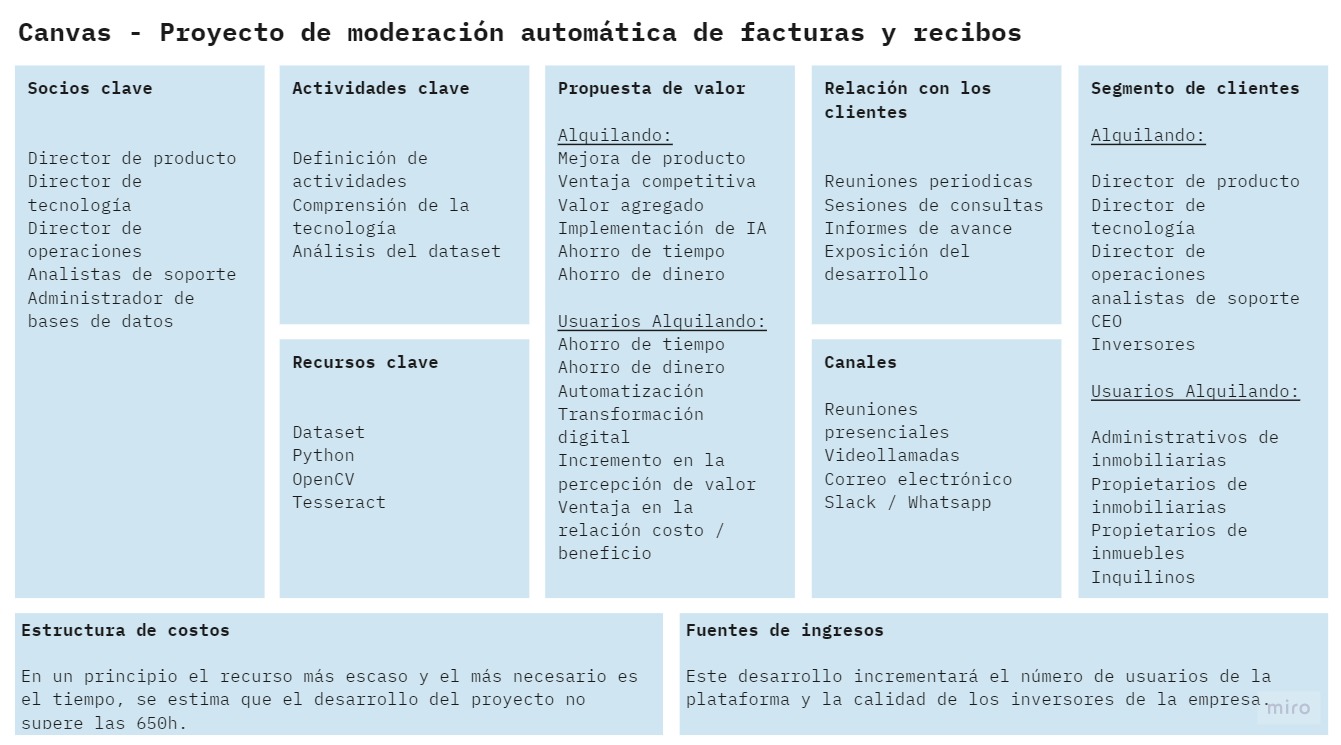 Canvas - Proyecto de moderación automática de facturas y recibos
Socios clave
Director de producto
Director de
tecnología
Director de
operaciones
Analistas de soporte
Administrador de
bases de datos
Actividades clave
Definición de
actividades
Comprensión de la
tecnología
Análisis del dataset
Recursos clave
Dataset
Python
OpenCV
Tesseract
Propuesta de valor
Alquilando:
Mejora de producto
Ventaja competitiva
Valor agregado
Implementación de IA
Ahorro de tiempo
Ahorro de dinero
Usuarios Alquilando:
Ahorro de tiempo
Ahorro de dinero
Automatización
Transformación
digital
Incremento en la
percepción de valor
Ventaja en la
relación costo /
beneficio
Relación con los
clientes
Reuniones periodicas
Sesiones de consultas
Informes de avance
Exposición del
desarrollo
Canales
Reuniones
presenciales
Videollamadas
Correo electrónico
Slack / Whatsapp
Segmento de clientes
Alquilando:
Director de producto
Director de
tecnología
Director de
operaciones
analistas de soporte
CEO
Inversores
Usuarios Alquilando:
Administrativos de
inmobiliarias
Propietarios de
inmobiliarias
Propietarios de
inmuebles
Inquilinos
Estructura de costos
En un principio el recurso más escaso y el más necesario es
el tiempo, se estima que el desarrollo del proyecto no
supere las 650h.
Fuentes de ingresos
Este desarrollo incrementará el número de usuarios de la
plataforma y la calidad de los inversores de la empresa.
miro